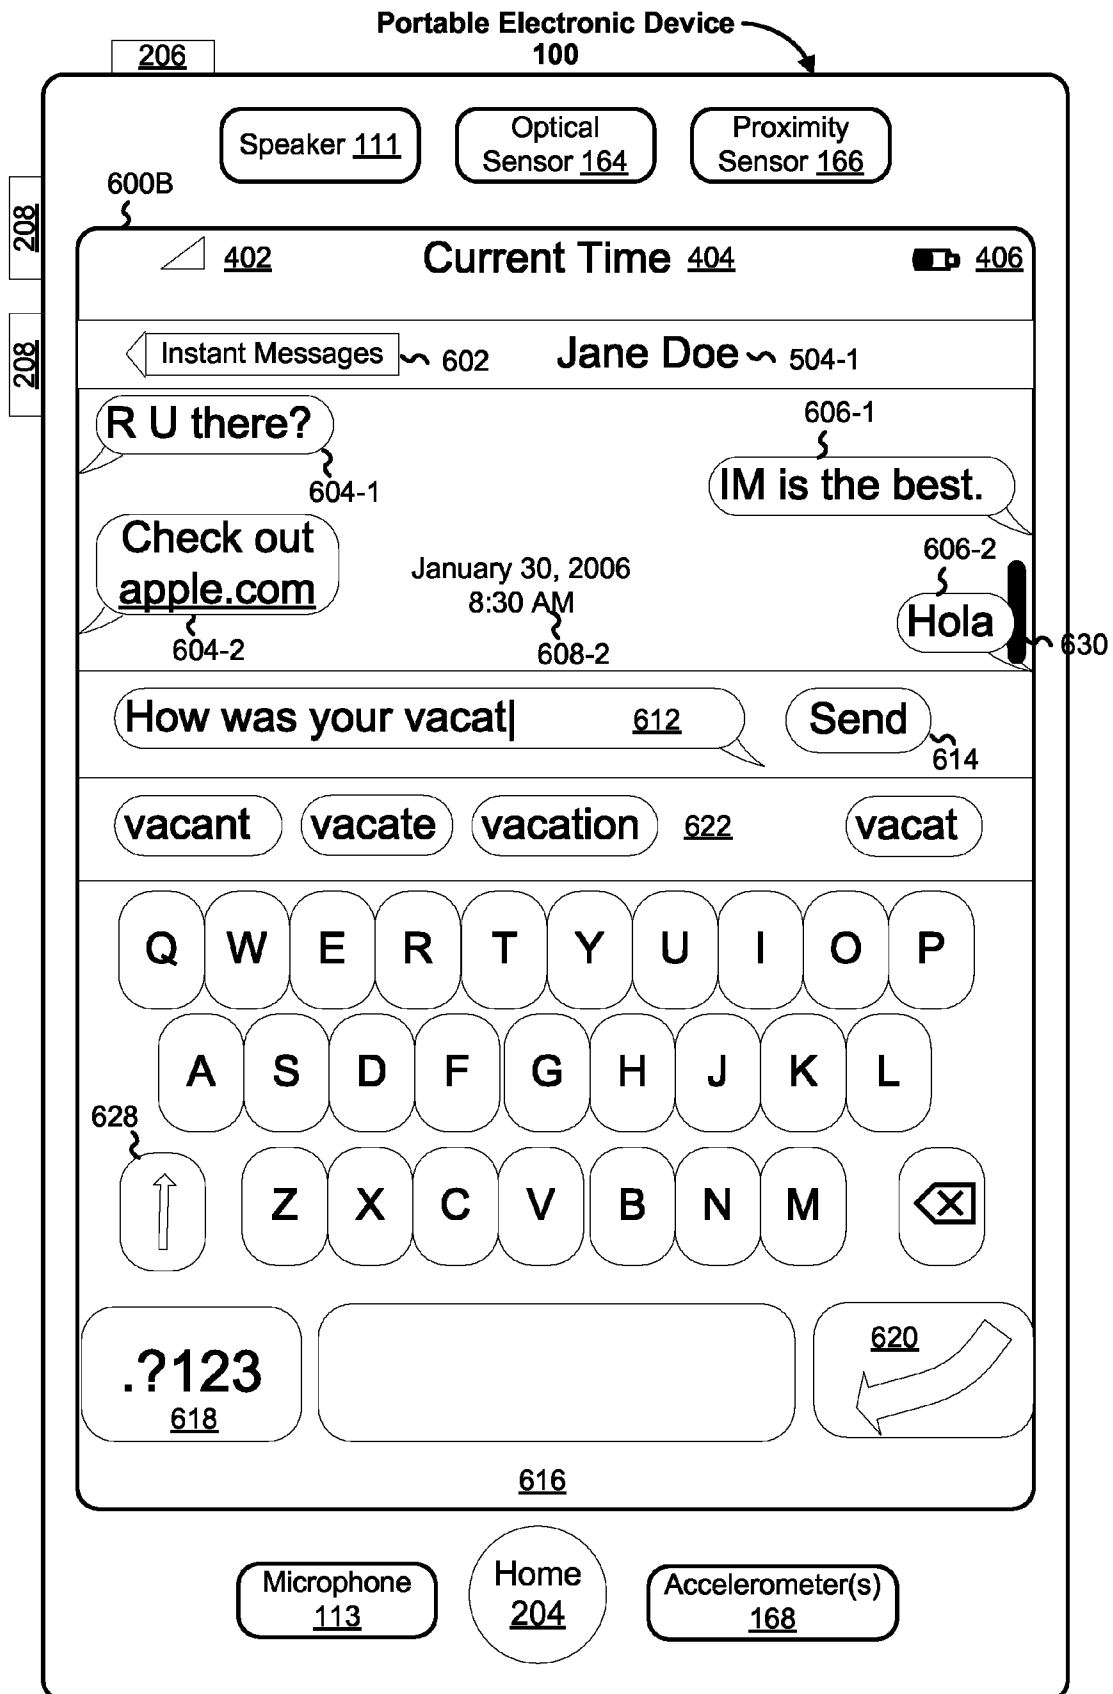 Portable Electronic Device
100
206
Speaker 111
Optical
Sensor 164
Proximity
Sensor 166
600B
208
208
402
Current Time 404
406
Instant Messages
602
Jane Doe
504-1
R U there?
604-1
606-1
IM is the best.
Check out
apple.com
604-2
January 30, 2006
8:30 AM
608-2
606-2
Hola
630
How was your vacat
612
Send
614
vacant
vacate
vacation
622
vacat
Q W E R T Y U I O P
A S D F G H J K L
628
Z X C V B N M
.?123
618
620
616
Microphone
113
Home
204
Accelerometer(s)
168